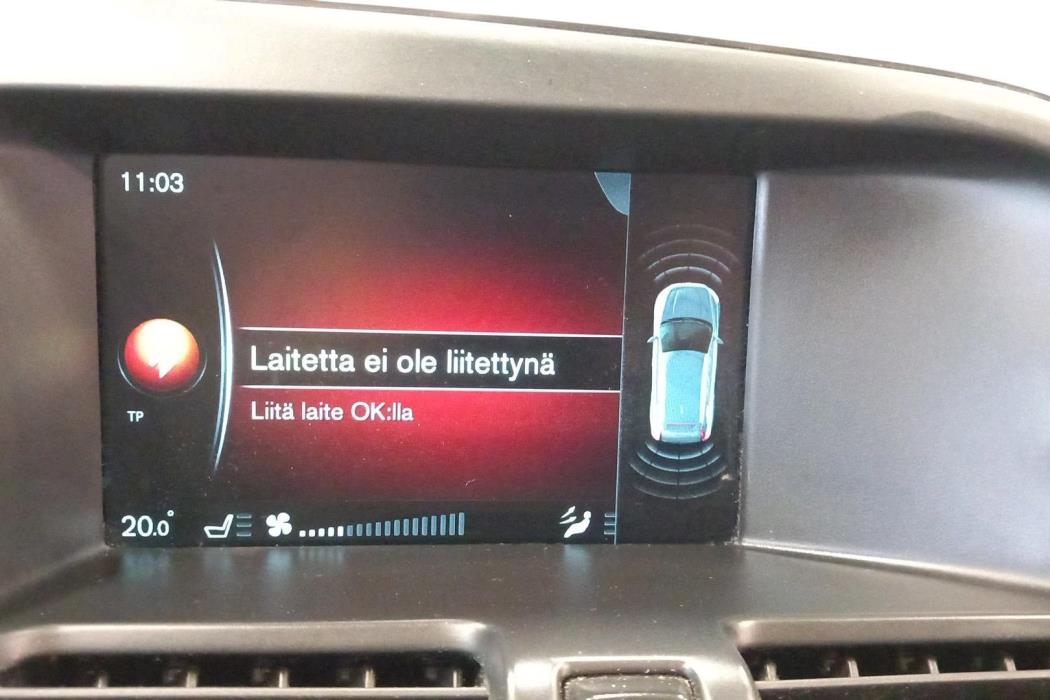 11:03
Laitetta ei ole liitettynä
Liitä laite OK:lla
TP
20.0°